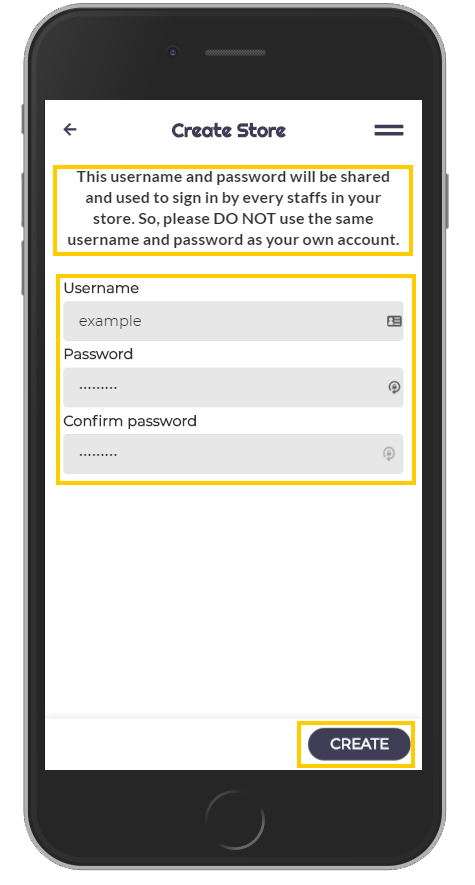 Create Store
This username and password will be shared
and used to sign in by every staffs in your
store. So, please DO NOT use the same
username and password as your own account.
Username
example
Password
·········
Confirm password
·········
CREATE